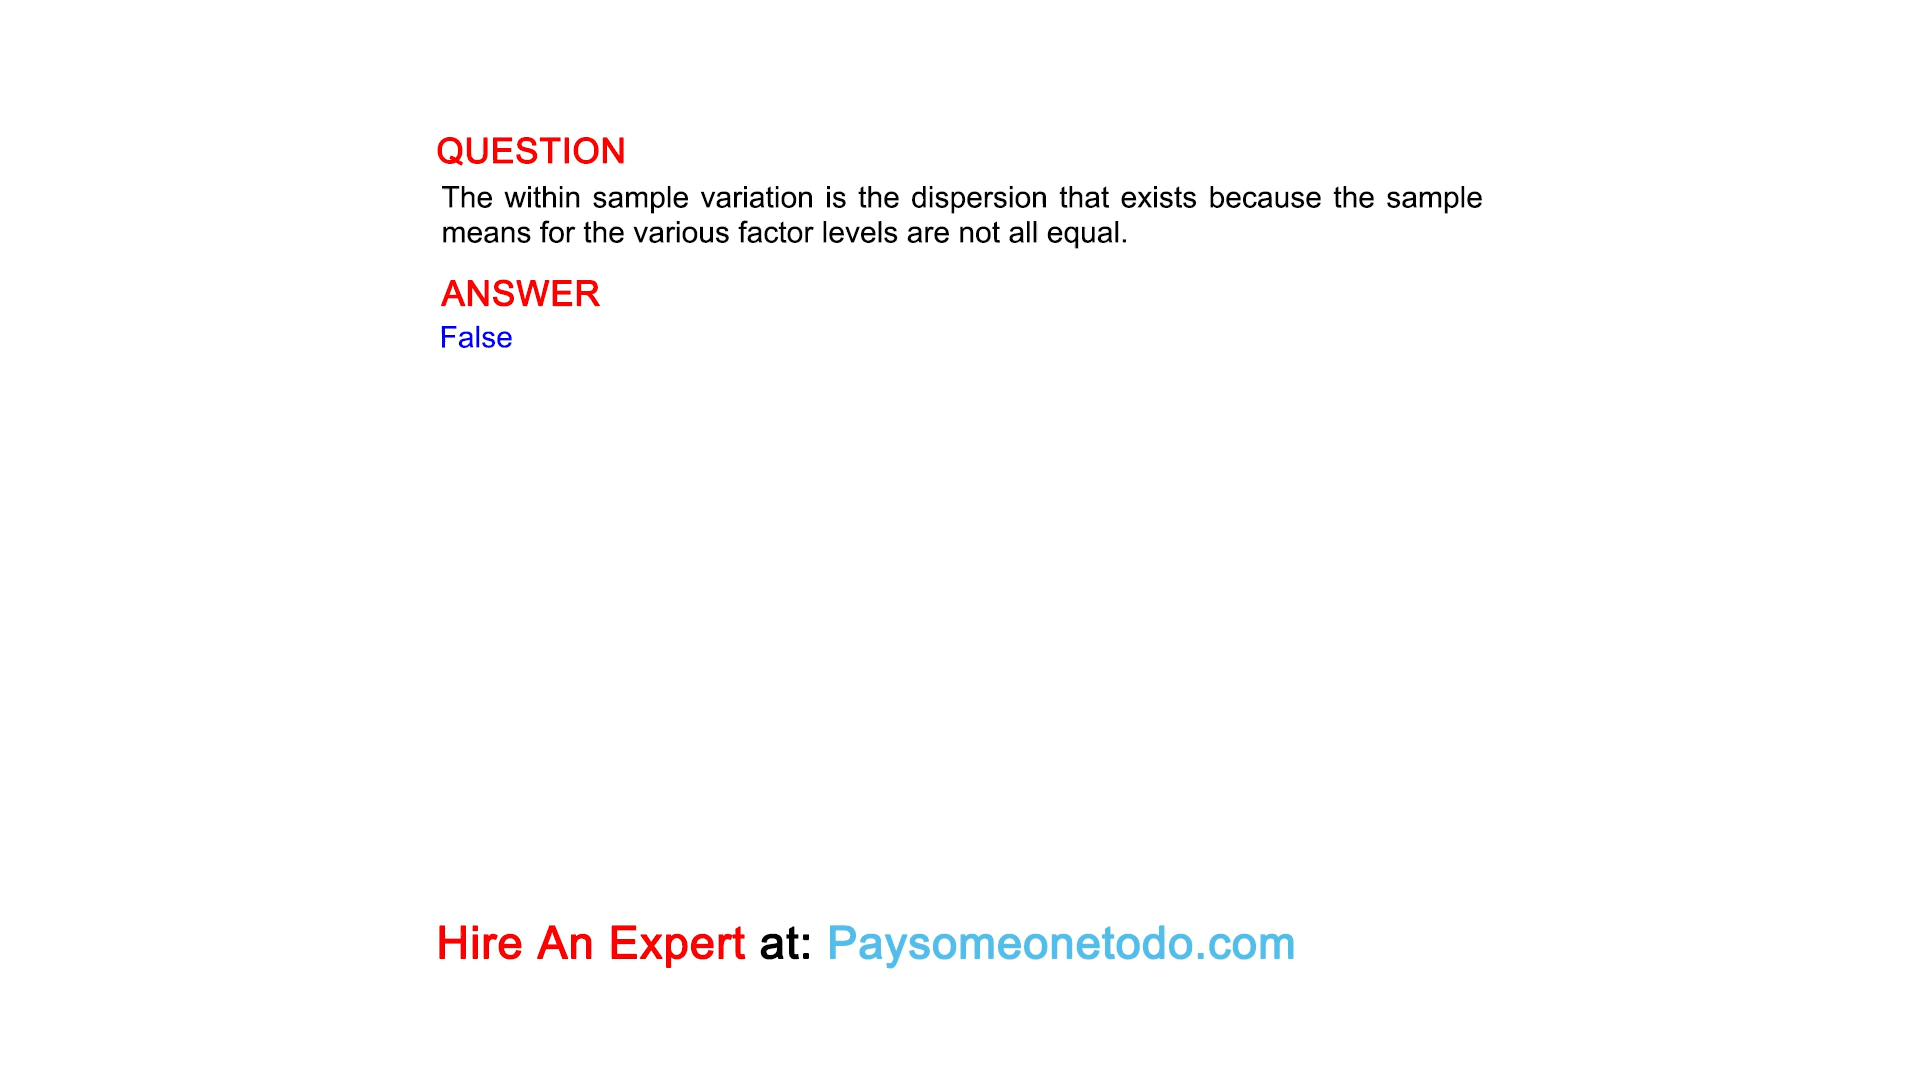 QUESTION
The within sample variation is the dispersion that exists because the sample
means for the various factor levels are not all equal.
ANSWER
False
Hire An Expert at: Paysomeonetodo.com